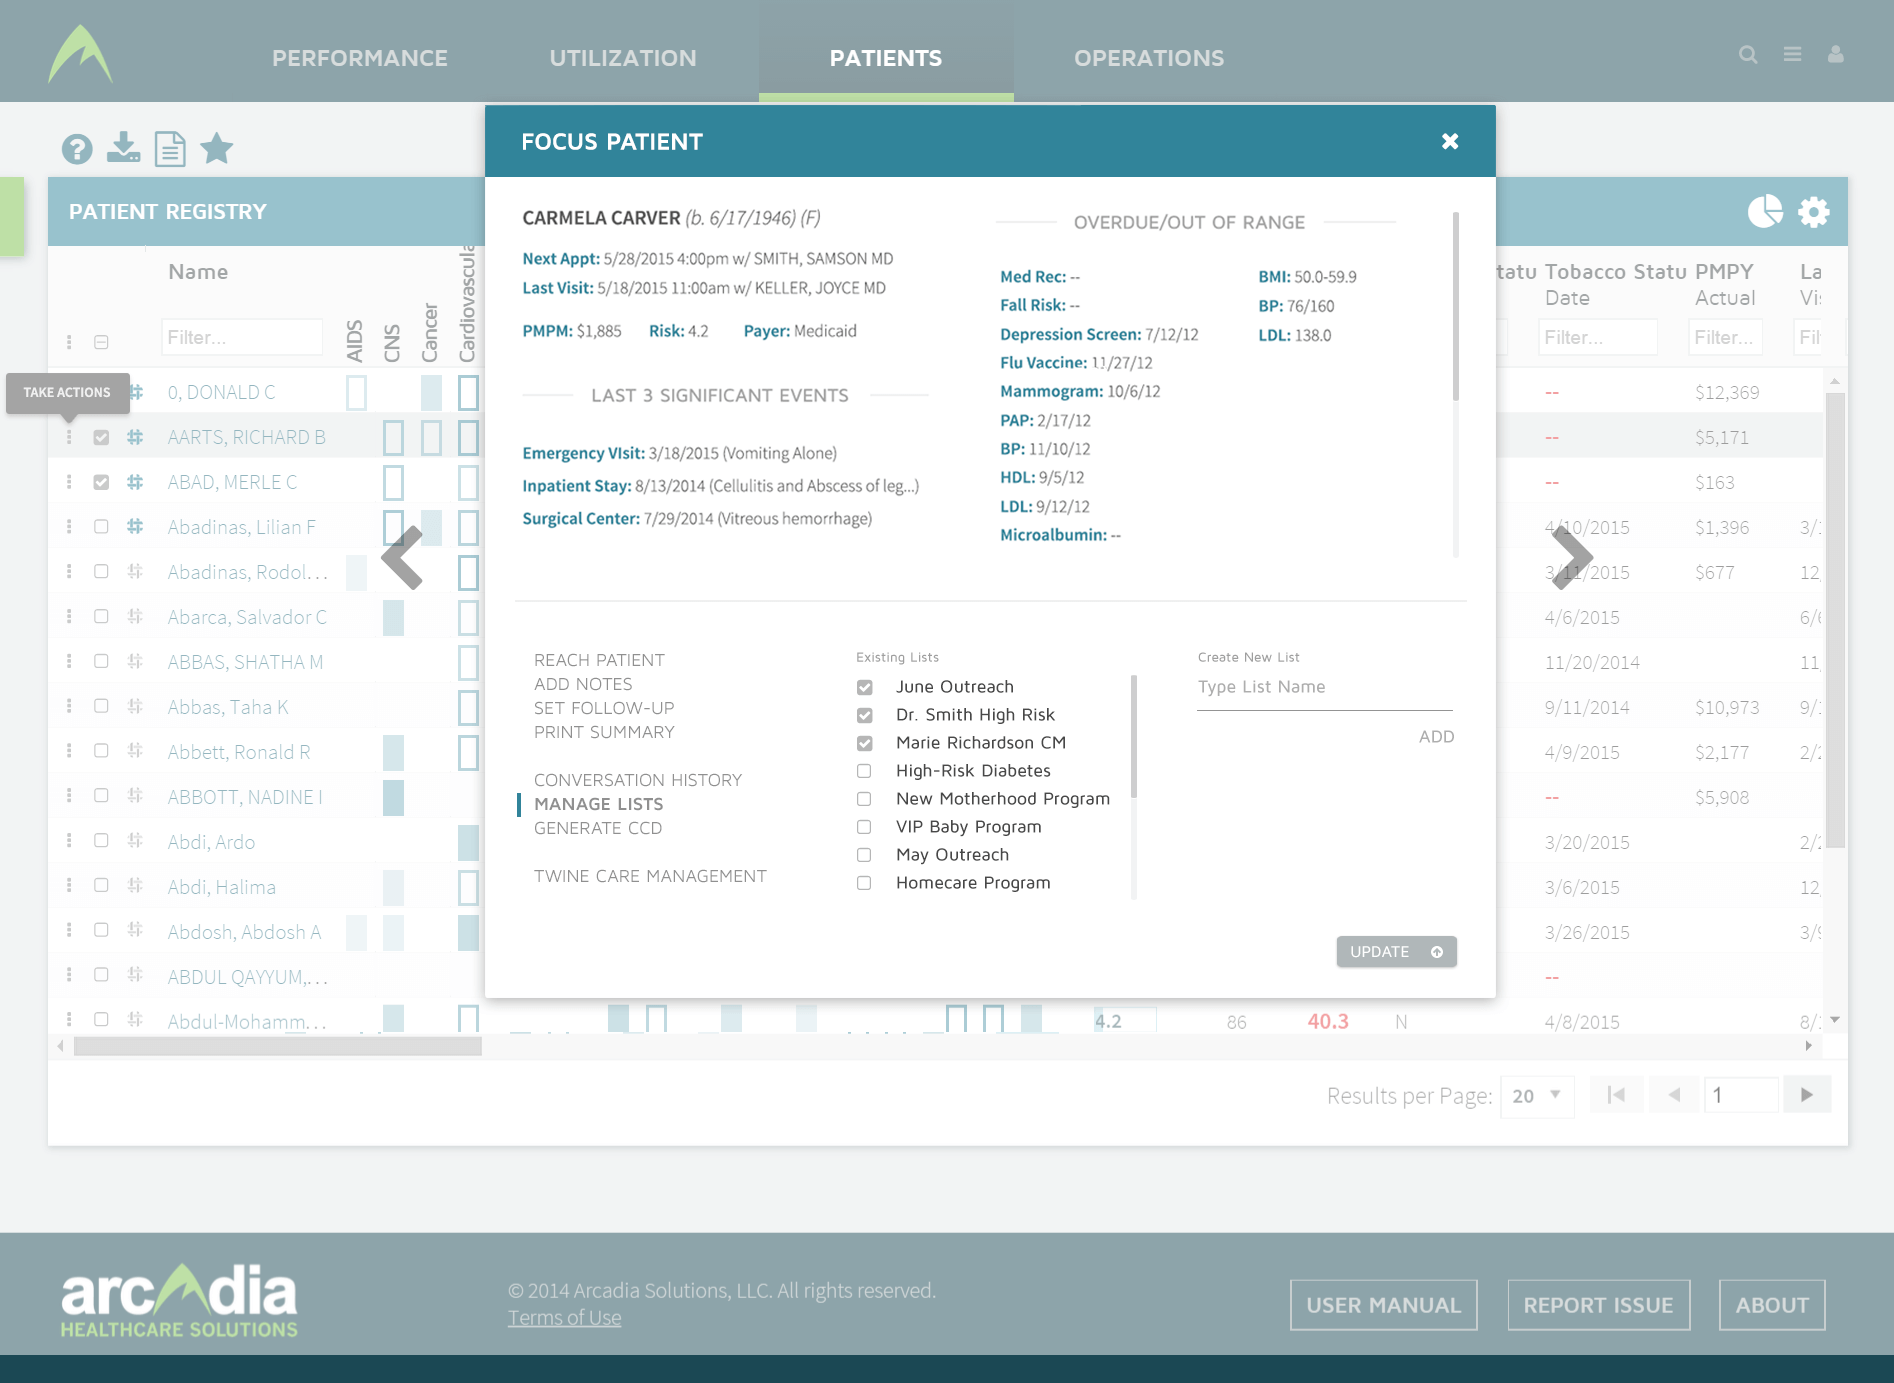 PERFORMANCE UTILIZATION PATIENTS OPERATIONS
FOCUS PATIENT
PATIENT REGISTRY
CARMELA CARVER (b. 6/17/1946) (F)
Next Appt: 5/28/2015 4:00pm w/ SMITH, SAMSON MD
Last Visit: 5/18/2015 11:00am w/ KELLER, JOYCE MD
PMPM: $1,885 Risk: 4.2 Payer: Medicaid
LAST 3 SIGNIFICANT EVENTS
Emergency VIsit: 3/18/2015 (Vomiting Alone)
Inpatient Stay: 8/13/2014 (Cellulitis and Abscess of leg...)
Surgical Center: 7/29/2014 (Vitreous hemorrhage)
OVERDUE/OUT OF RANGE
Med Rec: --
Fall Risk: --
Depression Screen: 7/12/12
Flu Vaccine: 11/27/12
Mammogram: 10/6/12
PAP: 2/17/12
BP: 11/10/12
HDL: 9/5/12
LDL: 9/12/12
Microalbumin: --
BMI: 50.0-59.9
BP: 76/160
LDL: 138.0
REACH PATIENT
ADD NOTES
SET FOLLOW-UP
PRINT SUMMARY
CONVERSATION HISTORY
MANAGE LISTS
GENERATE CCD
TWINE CARE MANAGEMENT
Existing Lists
June Outreach
Dr. Smith High Risk
Marie Richardson CM
High-Risk Diabetes
New Motherhood Program
VIP Baby Program
May Outreach
Homecare Program
Create New List
Type List Name
ADD
UPDATE
Name AIDS CNS Cancer Cardiovascula
Filter...
TAKE ACTIONS
0, DONALD C
AARTS, RICHARD B
ABAD, MERLE C
Abadinas, Lilian F
Abadinas, Rodol...
Abarca, Salvador C
ABBAS, SHATHA M
Abbas, Taha K
Abbett, Ronald R
ABBOTT, NADINE I
Abdi, Ardo
Abdi, Halima
Abdosh, Abdosh A
ABDUL QAYYUM,...
Abdul-Mohamm...
tatu Tobacco Statu PMPY La
Date Actual Vi
Filter... Filter... Fil
-- $12,369
-- $5,171
-- $163
4/10/2015 $1,396 3/
3/11/2015 $677 12
4/6/2015 6/
11/20/2014 11
9/11/2014 $10,973 9/
4/9/2015 $2,177 2/
-- $5,908
3/20/2015 2/
3/6/2015 12
3/26/2015 3/
--
4.2 86 40.3 N 4/8/2015 8/
Results per Page: 20 1
arcadia
HEALTHCARE SOLUTIONS
© 2014 Arcadia Solutions, LLC. All rights reserved.
Terms of Use
USER MANUAL REPORT ISSUE ABOUT